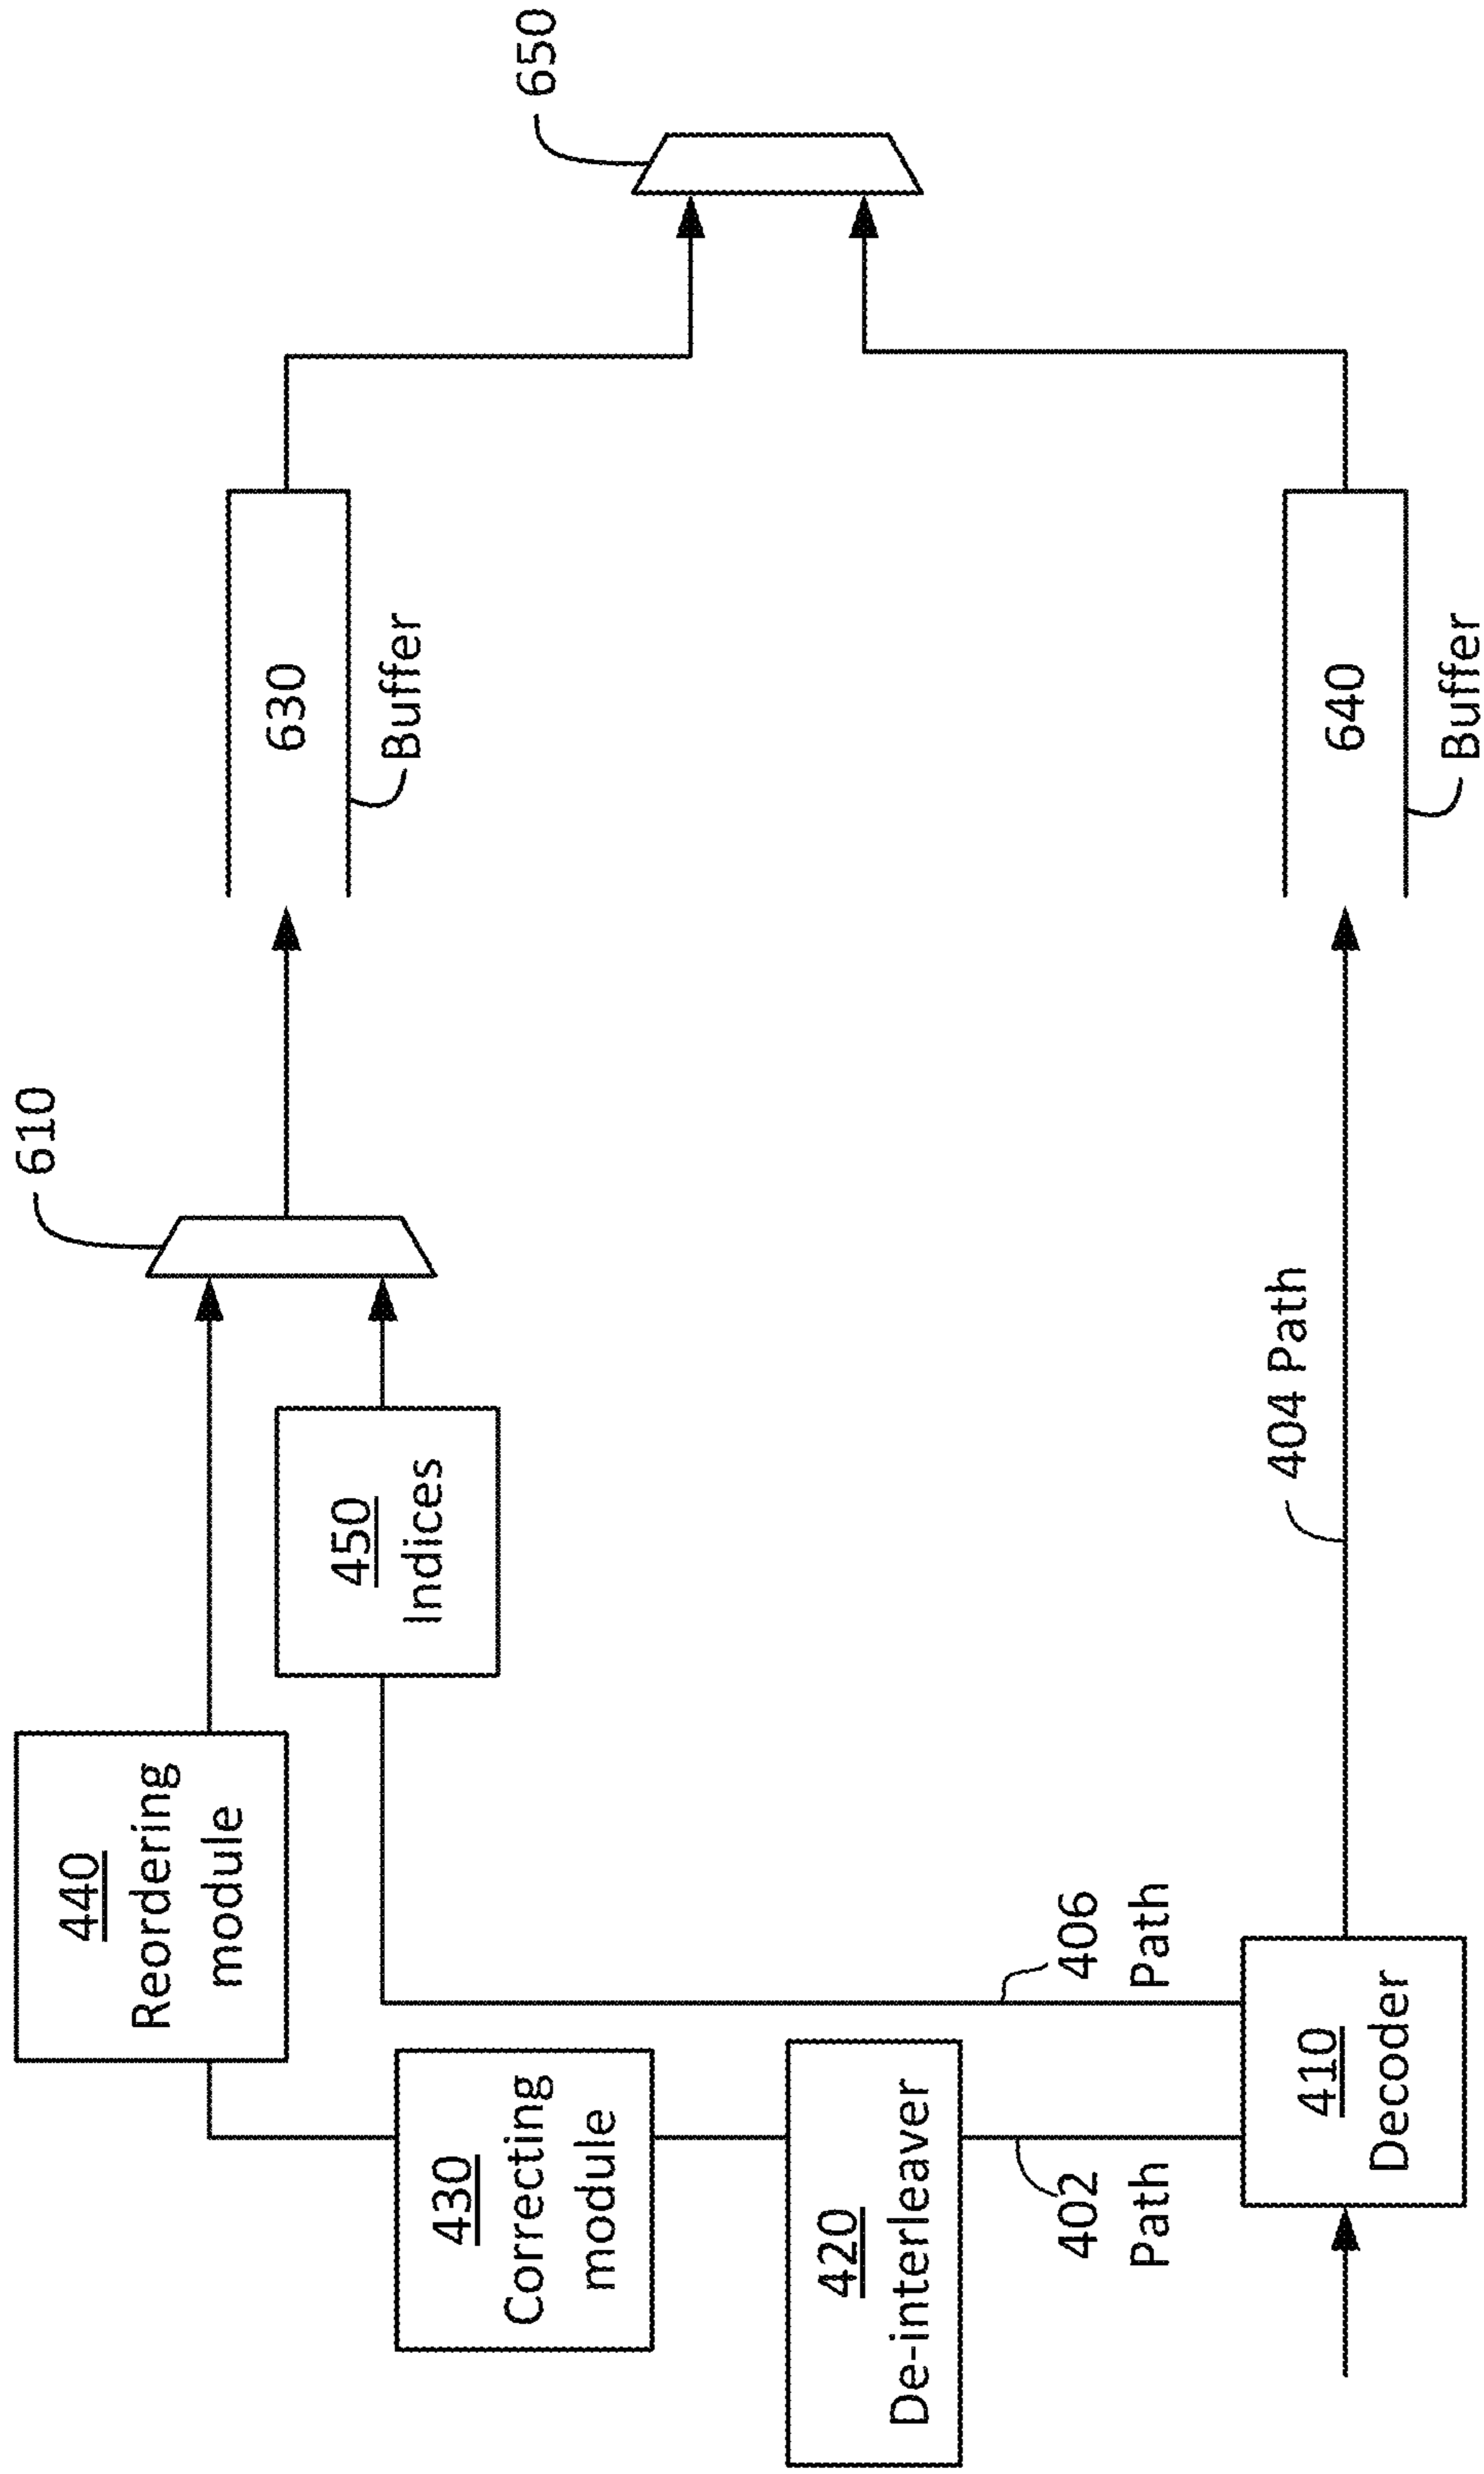 440
Reordering
module
610
450
Indices
630
Buffer
650
430
Correcting
module
420
De-interleaver
402
Path
406
Path
410
Decoder
404 Path
640
Buffer